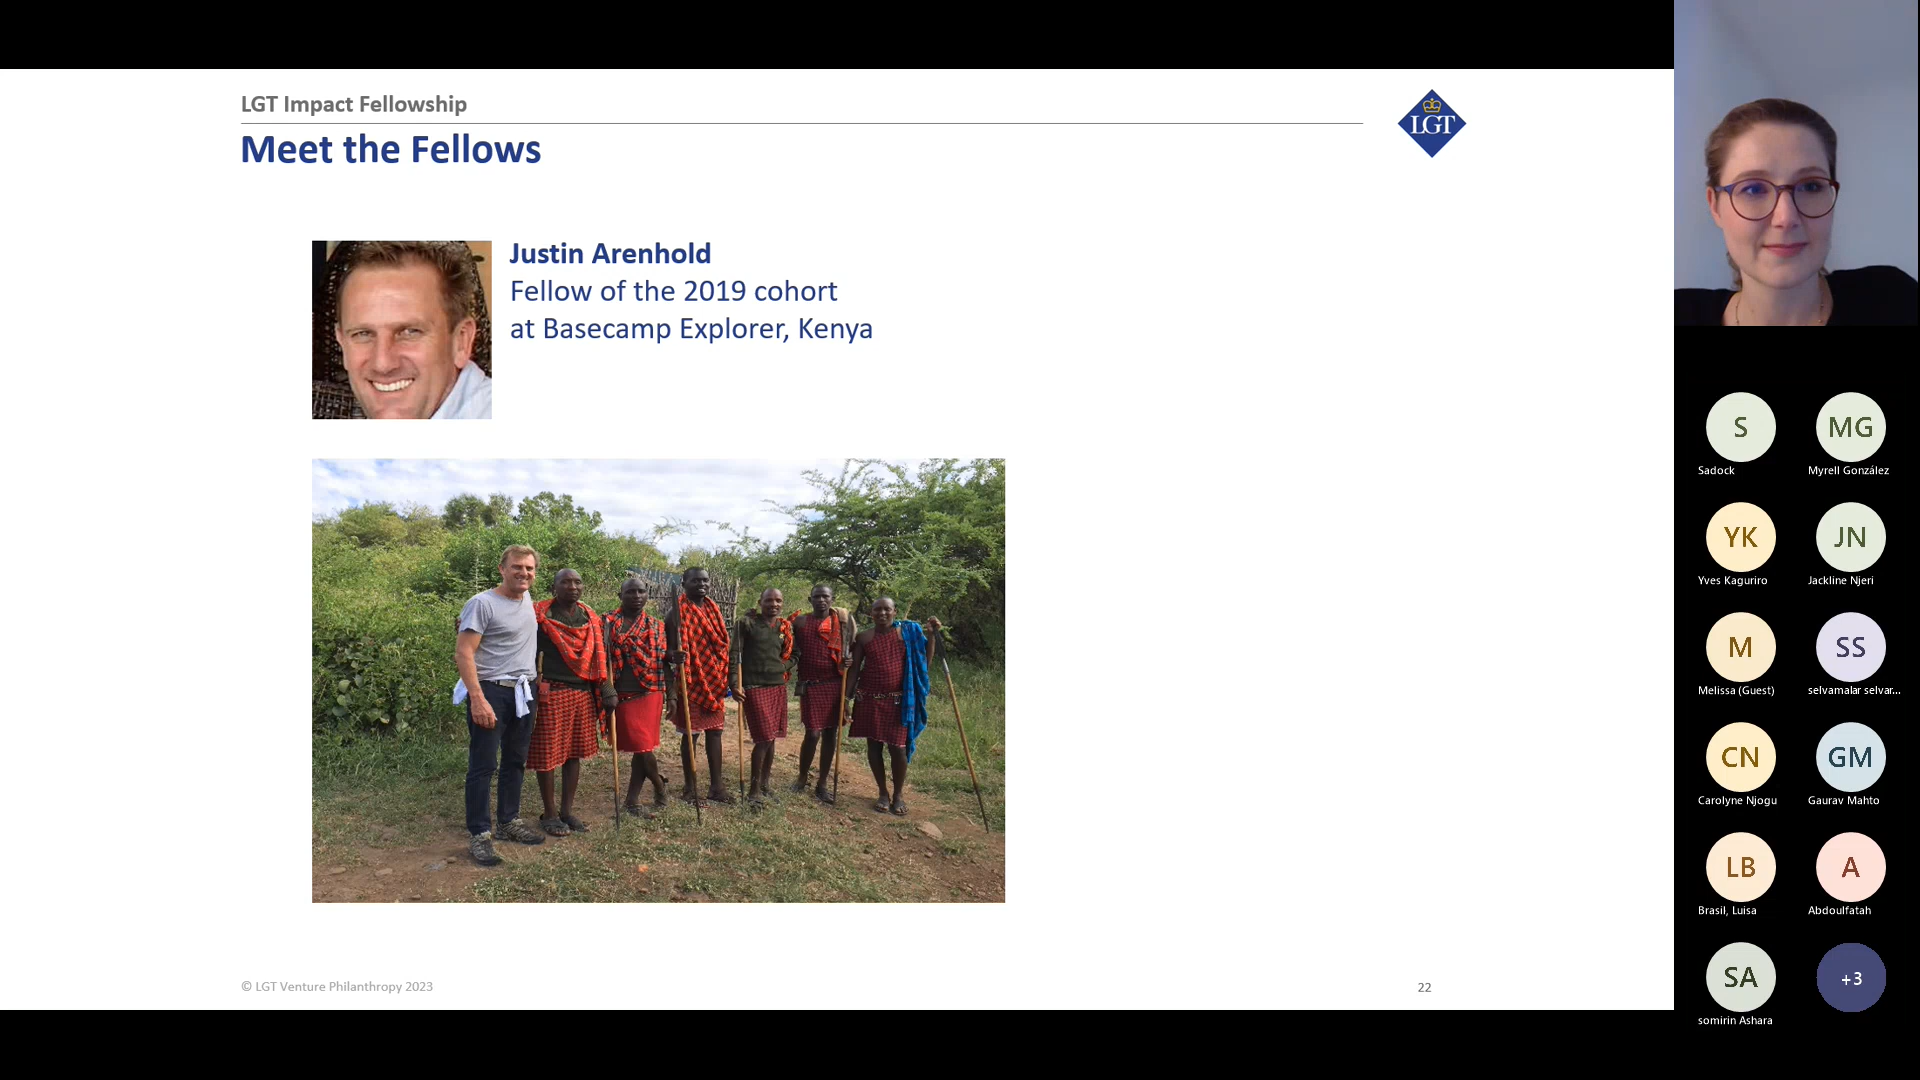 LGT Impact Fellowship
Meet the Fellows
LGT
Justin Arenhold
Fellow of the 2019 cohort
at Basecamp Explorer, Kenya
© LGT Venture Philanthropy 2023
22
S
Sadock
MG
Myrell González
YK
Yves Kaguriro
JN
Jackline Njeri
M
Melissa (Guest)
SS
selvamalar selvar...
CN
Carolyne Njogu
GM
Gaurav Mahto
LB
Brasil, Luisa
A
Abdoulfatah
SA
somirin Ashara
+3